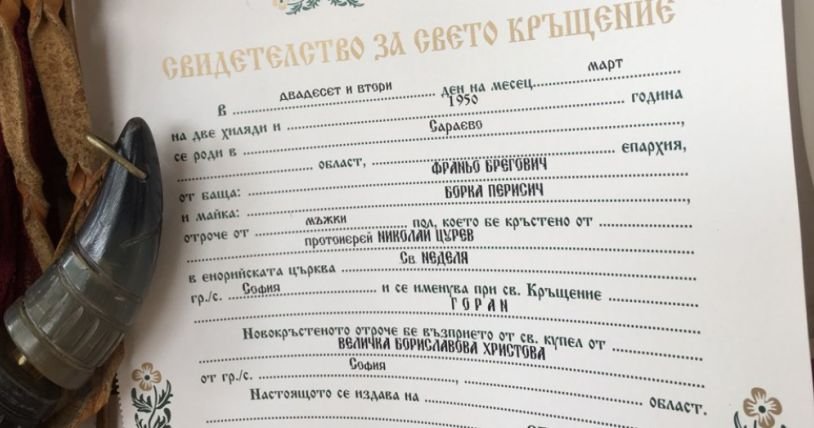 СВИДЕТЕЛСТВО ЗА СВЕТО КРЪЩЕНИЕ
В двадесет и втори ден на месец март
на две хиляди и 1950 година
се роди в Сараево,
област, епархия,
от баща: ФРАНЬО БРЕГОВИЧ
и майка: БОРКА ПЕРИСИЧ,
отроче от мъжки пол, което бе кръстено от
протоиерей НИКОЛАЙ ЦУРЕВ
в енорийската църква Св. НЕДЕЛЯ
гр./с. София и се именува при св. Кръщение
ГОРАН
Новокръстеното отроче бе възприето от св. купел от
ВЕЛИЧКА БОРИСЛАВОВА ХРИСТОВА
от гр./с. София,
Настоящото се издава на област.